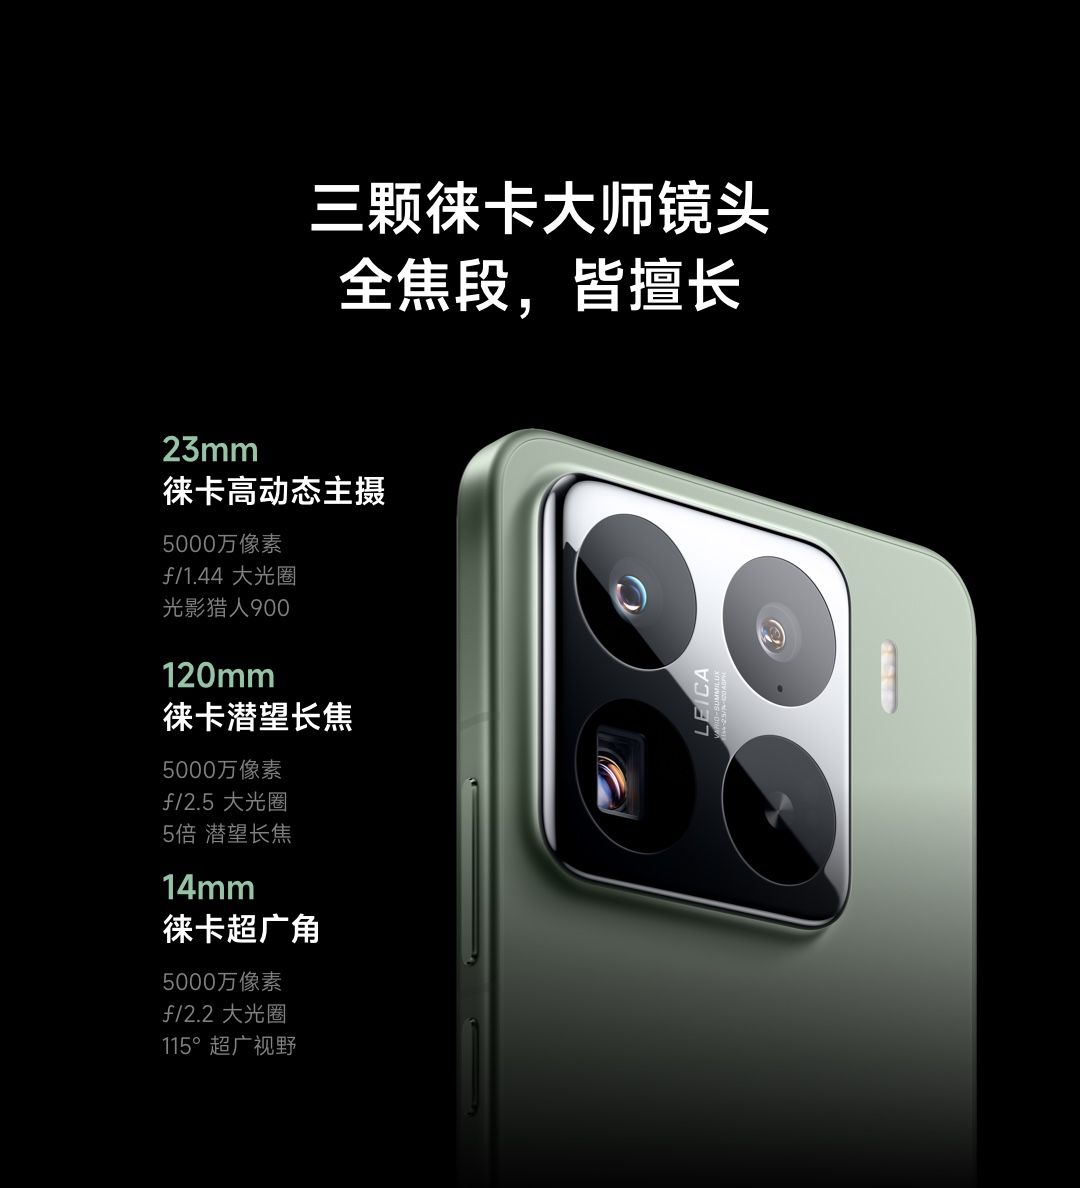 三颗徕卡大师镜头
全焦段，皆擅长
23mm
徕卡高动态主摄
5000万像素
ƒ/1.44 大光圈
光影猎人900
120mm
徕卡潜望长焦
5000万像素
ƒ/2.5 大光圈
5倍 潜望长焦
14mm
徕卡超广角
5000万像素
ƒ/2.2 大光圈
115° 超广视野
LEICA
VARIO-SUMMILUX